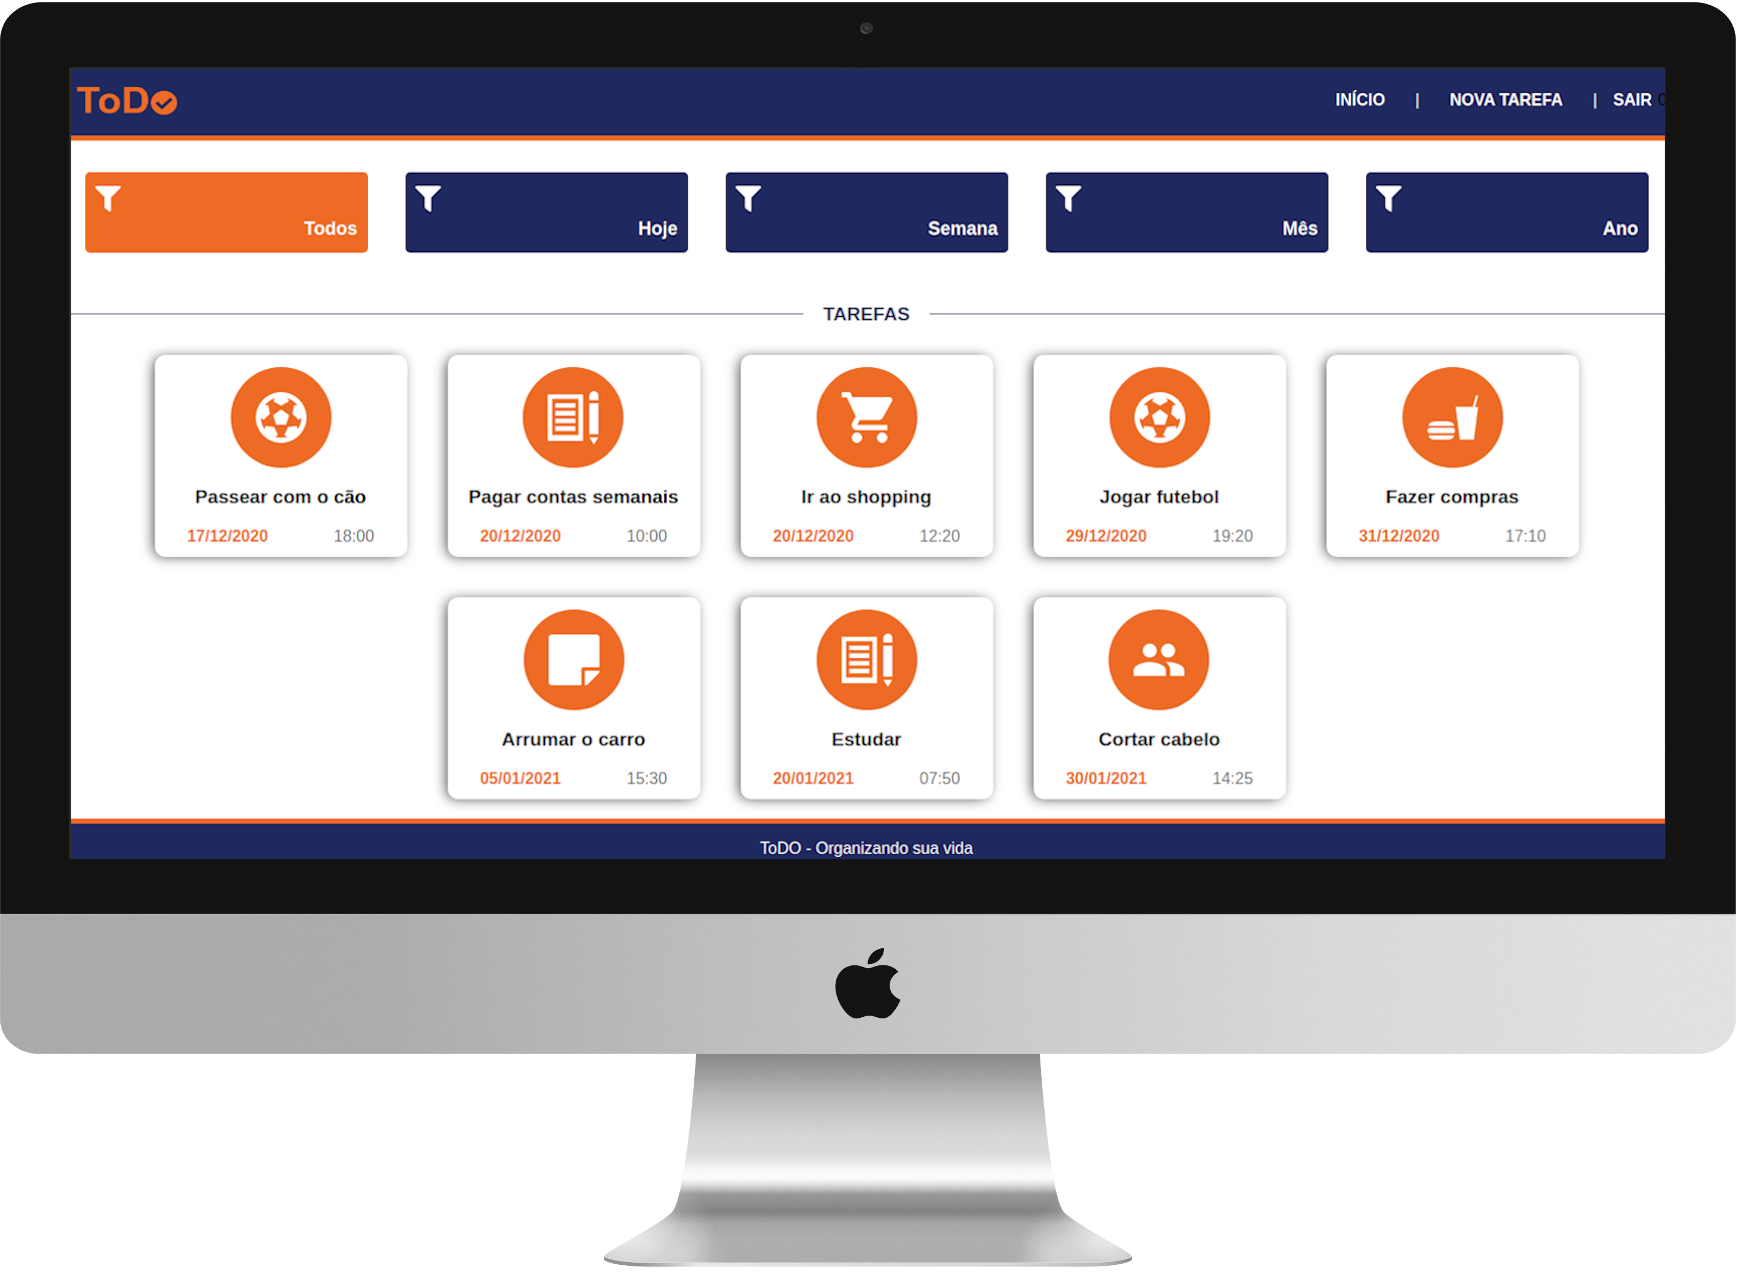 ToDo
INÍCIO | NOVA TAREFA | SAIR
Todos
Hoje
Semana
Mês
Ano
TAREFAS
Passear com o cão
17/12/2020 18:00
Pagar contas semanais
20/12/2020 10:00
Ir ao shopping
20/12/2020 12:20
Jogar futebol
29/12/2020 19:20
Fazer compras
31/12/2020 17:10
Arrumar o carro
05/01/2021 15:30
Estudar
20/01/2021 07:50
Cortar cabelo
30/01/2021 14:25
ToDO - Organizando sua vida